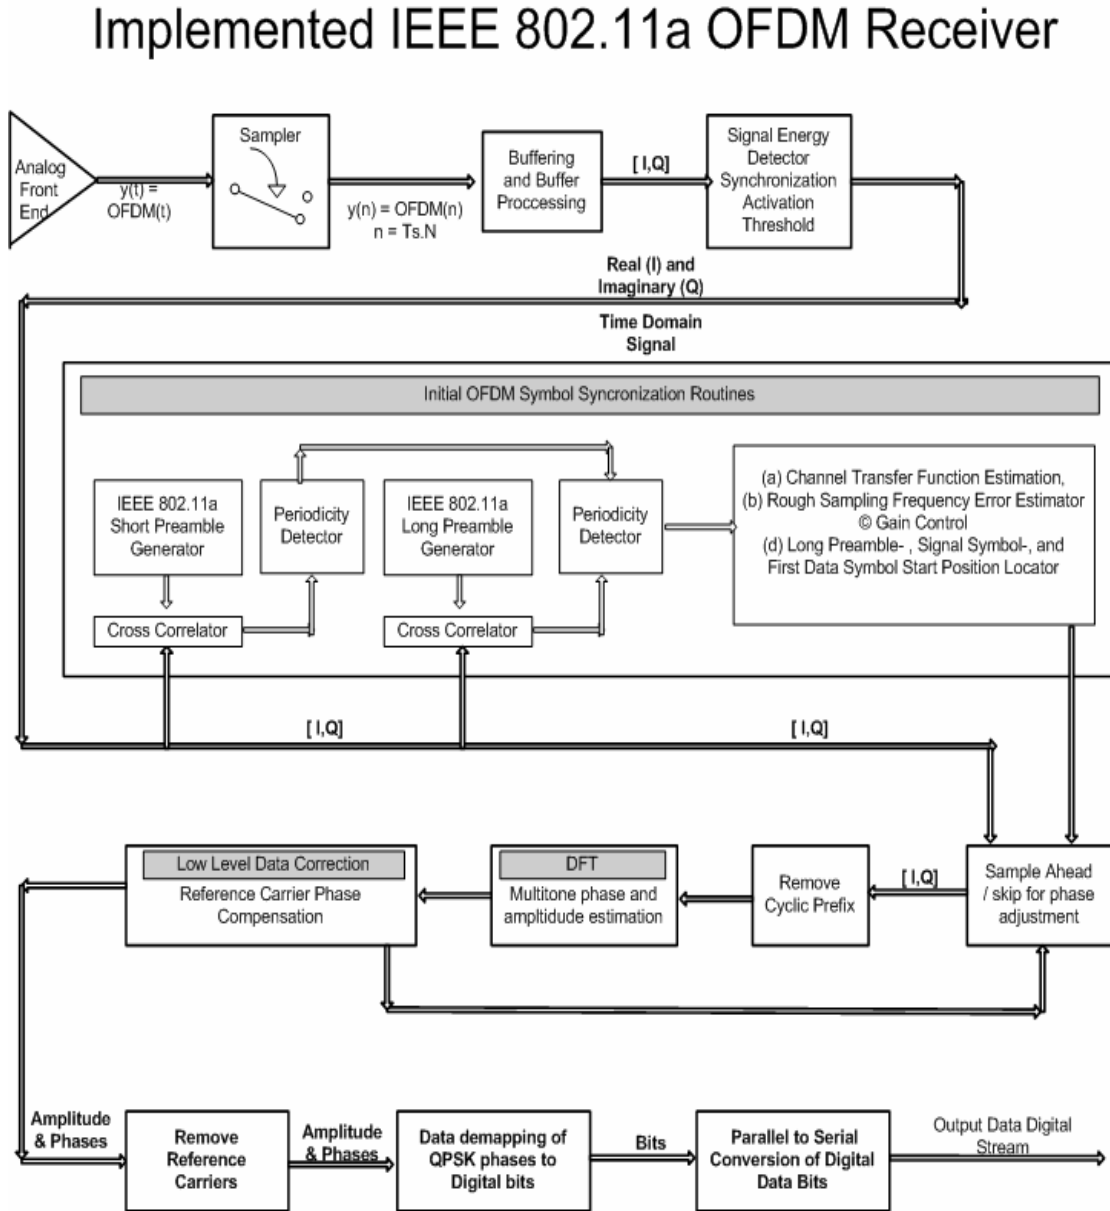 Implemented IEEE 802.11a OFDM Receiver
Analog
Front
End
y(t) =
OFDM(t)
Sampler
y(n) = OFDM(n)
n = Ts.N
Buffering
and Buffer
Proccessing
[ I,Q]
Signal Energy
Detector
Synchronization
Activation
Threshold
Real (I) and
Imaginary (Q)
Time Domain
Signal
Initial OFDM Symbol Syncronization Routines
IEEE 802.11a
Short Preamble
Generator
Cross Correlator
Periodicity
Detector
IEEE 802.11a
Long Preamble
Generator
Cross Correlator
Periodicity
Detector
(a) Channel Transfer Function Estimation,
(b) Rough Sampling Frequency Error Estimator
© Gain Control
(d) Long Preamble- , Signal Symbol-, and
First Data Symbol Start Position Locator
[ I,Q]
[ I,Q]
Low Level Data Correction
Reference Carrier Phase
Compensation
DFT
Multitone phase and
ampltidude estimation
Remove
Cyclic Prefix
[ I,Q]
Sample Ahead
/ skip for phase
adjustment
Amplitude
& Phases
Remove
Reference
Carriers
Amplitude
& Phases
Data demapping of
QPSK phases to
Digital bits
Bits
Parallel to Serial
Conversion of Digital
Data Bits
Output Data Digital
Stream